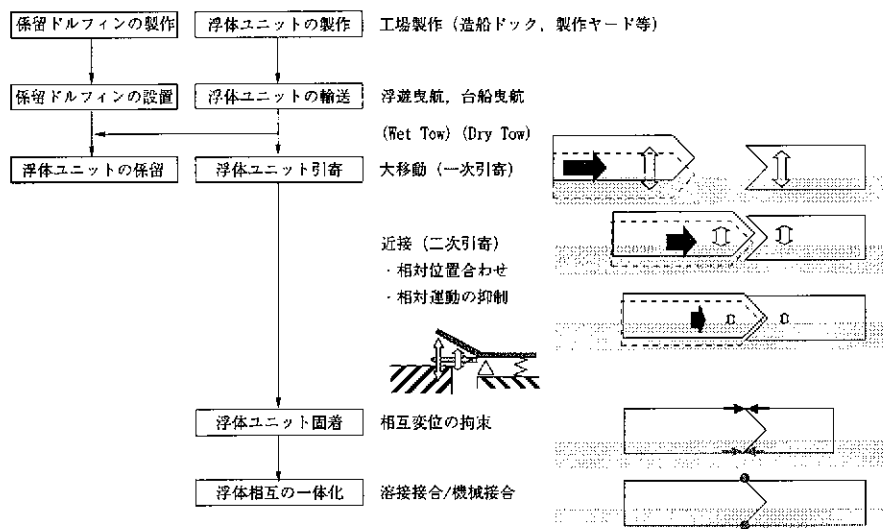 係留ドルフィンの製作 浮体ユニットの製作 工場製作 (造船ドック, 製作ヤード等)
係留ドルフィンの設置 浮体ユニットの輸送 浮遊曳航, 台船曳航
(Wet Tow) (Dry Tow)
浮体ユニットの係留 浮体ユニット引寄 大移動 (一次引寄)
近接 (二次引寄)
・相対位置合わせ
・相対運動の抑制
浮体ユニット固着 相互変位の拘束
浮体相互の一体化 溶接接合/機械接合